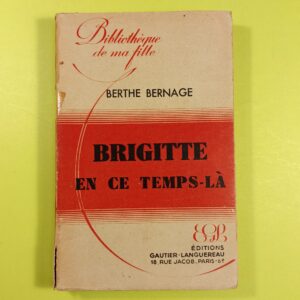 Bibliothèque
de ma fille
BERTHE BERNAGE
BRIGITTE
EN CE TEMPS-LÀ
ÉDITIONS
GAUTIER-LANGUEREAU
18 RUE JACOB. PARIS-6e